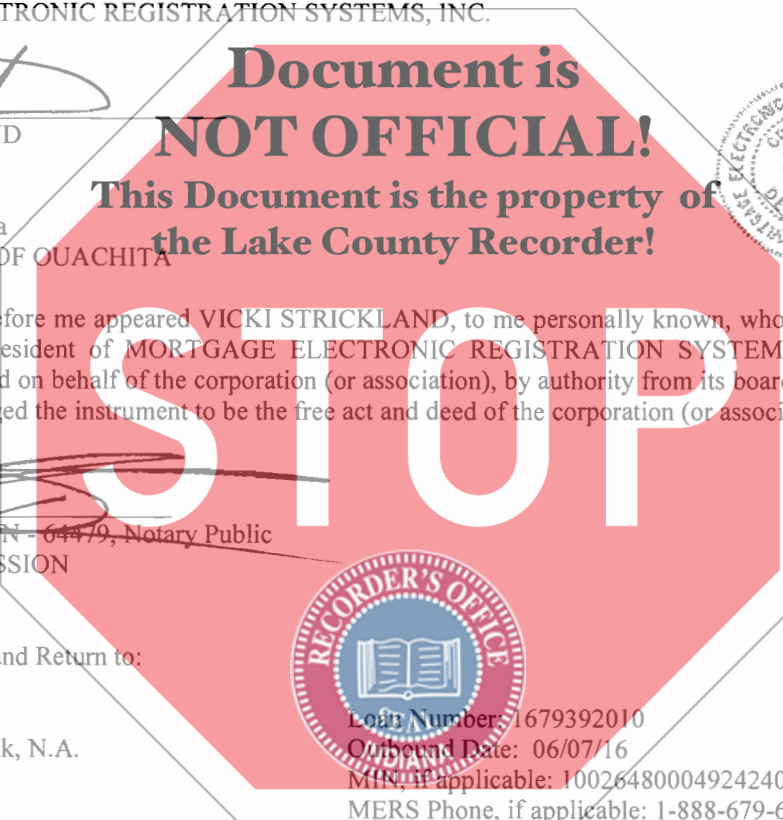 TRONIC REGISTRATION SYSTEMS, INC.
Document is
NOT OFFICIAL!
This Document is the property of
the Lake County Recorder!
ND
a
OF OUACHITA
efore me appeared VICKI STRICKLAND, to me personally known, who
esident of MORTGAGE ELECTRONIC REGISTRATION SYSTEM
d on behalf of the corporation (or association), by authority from its boar
ged the instrument to be the free act and deed of the corporation (or associ
STOP
N - 64479, Notary Public
SSION
RECORDER'S OFFICE
SEAL
INDIANA
and Return to:
k, N.A.
Loan Number: 1679392010
Outbound Date: 06/07/16
MIN, if applicable: 10026480004924240
MERS Phone, if applicable: 1-888-679-6